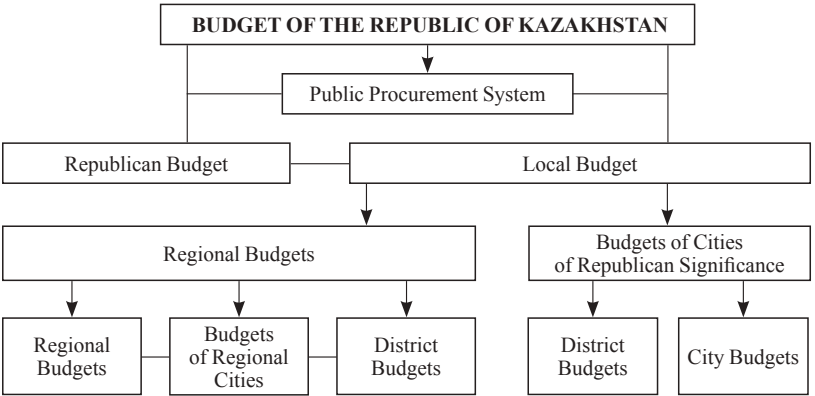 BUDGET OF THE REPUBLIC OF KAZAKHSTAN
Public Procurement System
Republican Budget
Local Budget
Regional Budgets
Budgets of Cities
of Republican Significance
Regional
Budgets
Budgets
of Regional
Cities
District
Budgets
District
Budgets
City Budgets